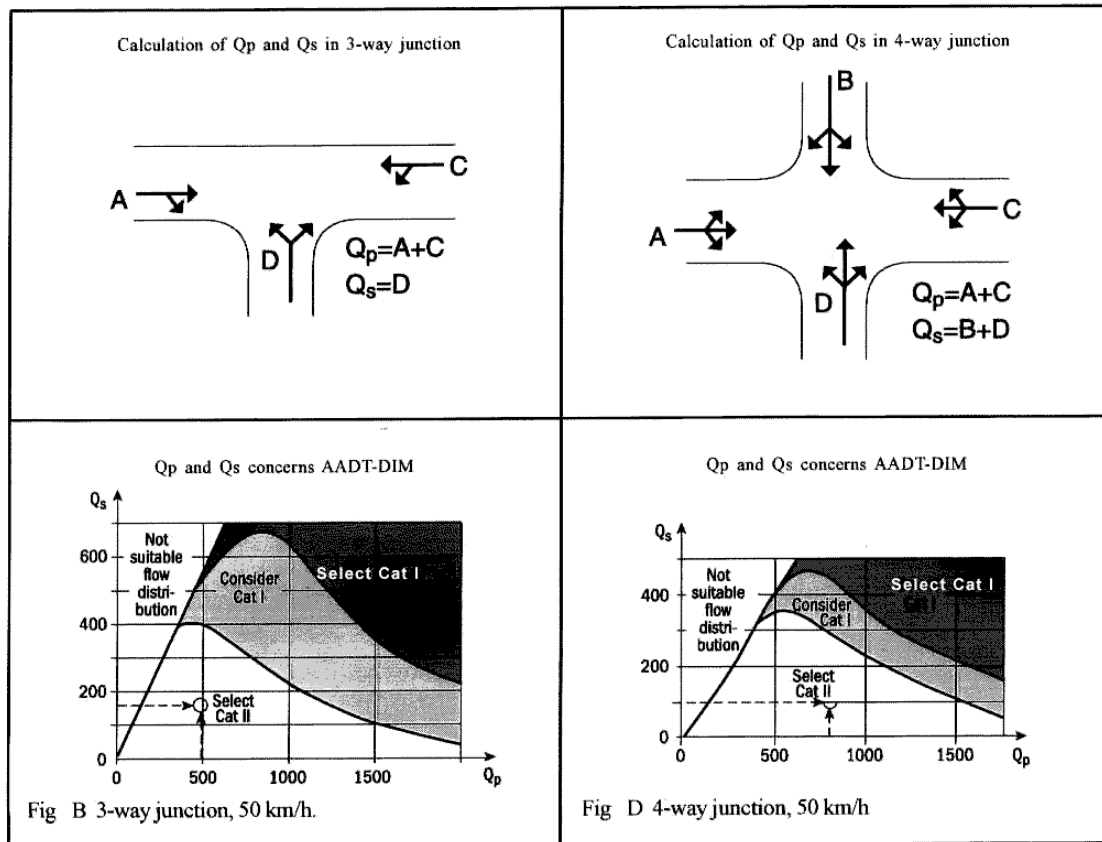 Calculation of Qp and Qs in 3-way junction
A
C
D
Qp=A+C
Qs=D
Calculation of Qp and Qs in 4-way junction
B
A
C
D
Qp=A+C
Qs=B+D
Qp and Qs concerns AADT-DIM
Qs
600
400
200
0
Not
suitable
flow
distri-
bution
Consider
Cat I
Select Cat I
Select
Cat II
0
500
1000
1500
Qp
Fig B 3-way junction, 50 km/h.
Qp and Qs concerns AADT-DIM
Qs
400
200
0
Not
suitable
flow
distri-
bution
Consider
Cat I
Select Cat I
Cat I
Select
Cat II
0
500
1000
1500
Qp
Fig D 4-way junction, 50 km/h